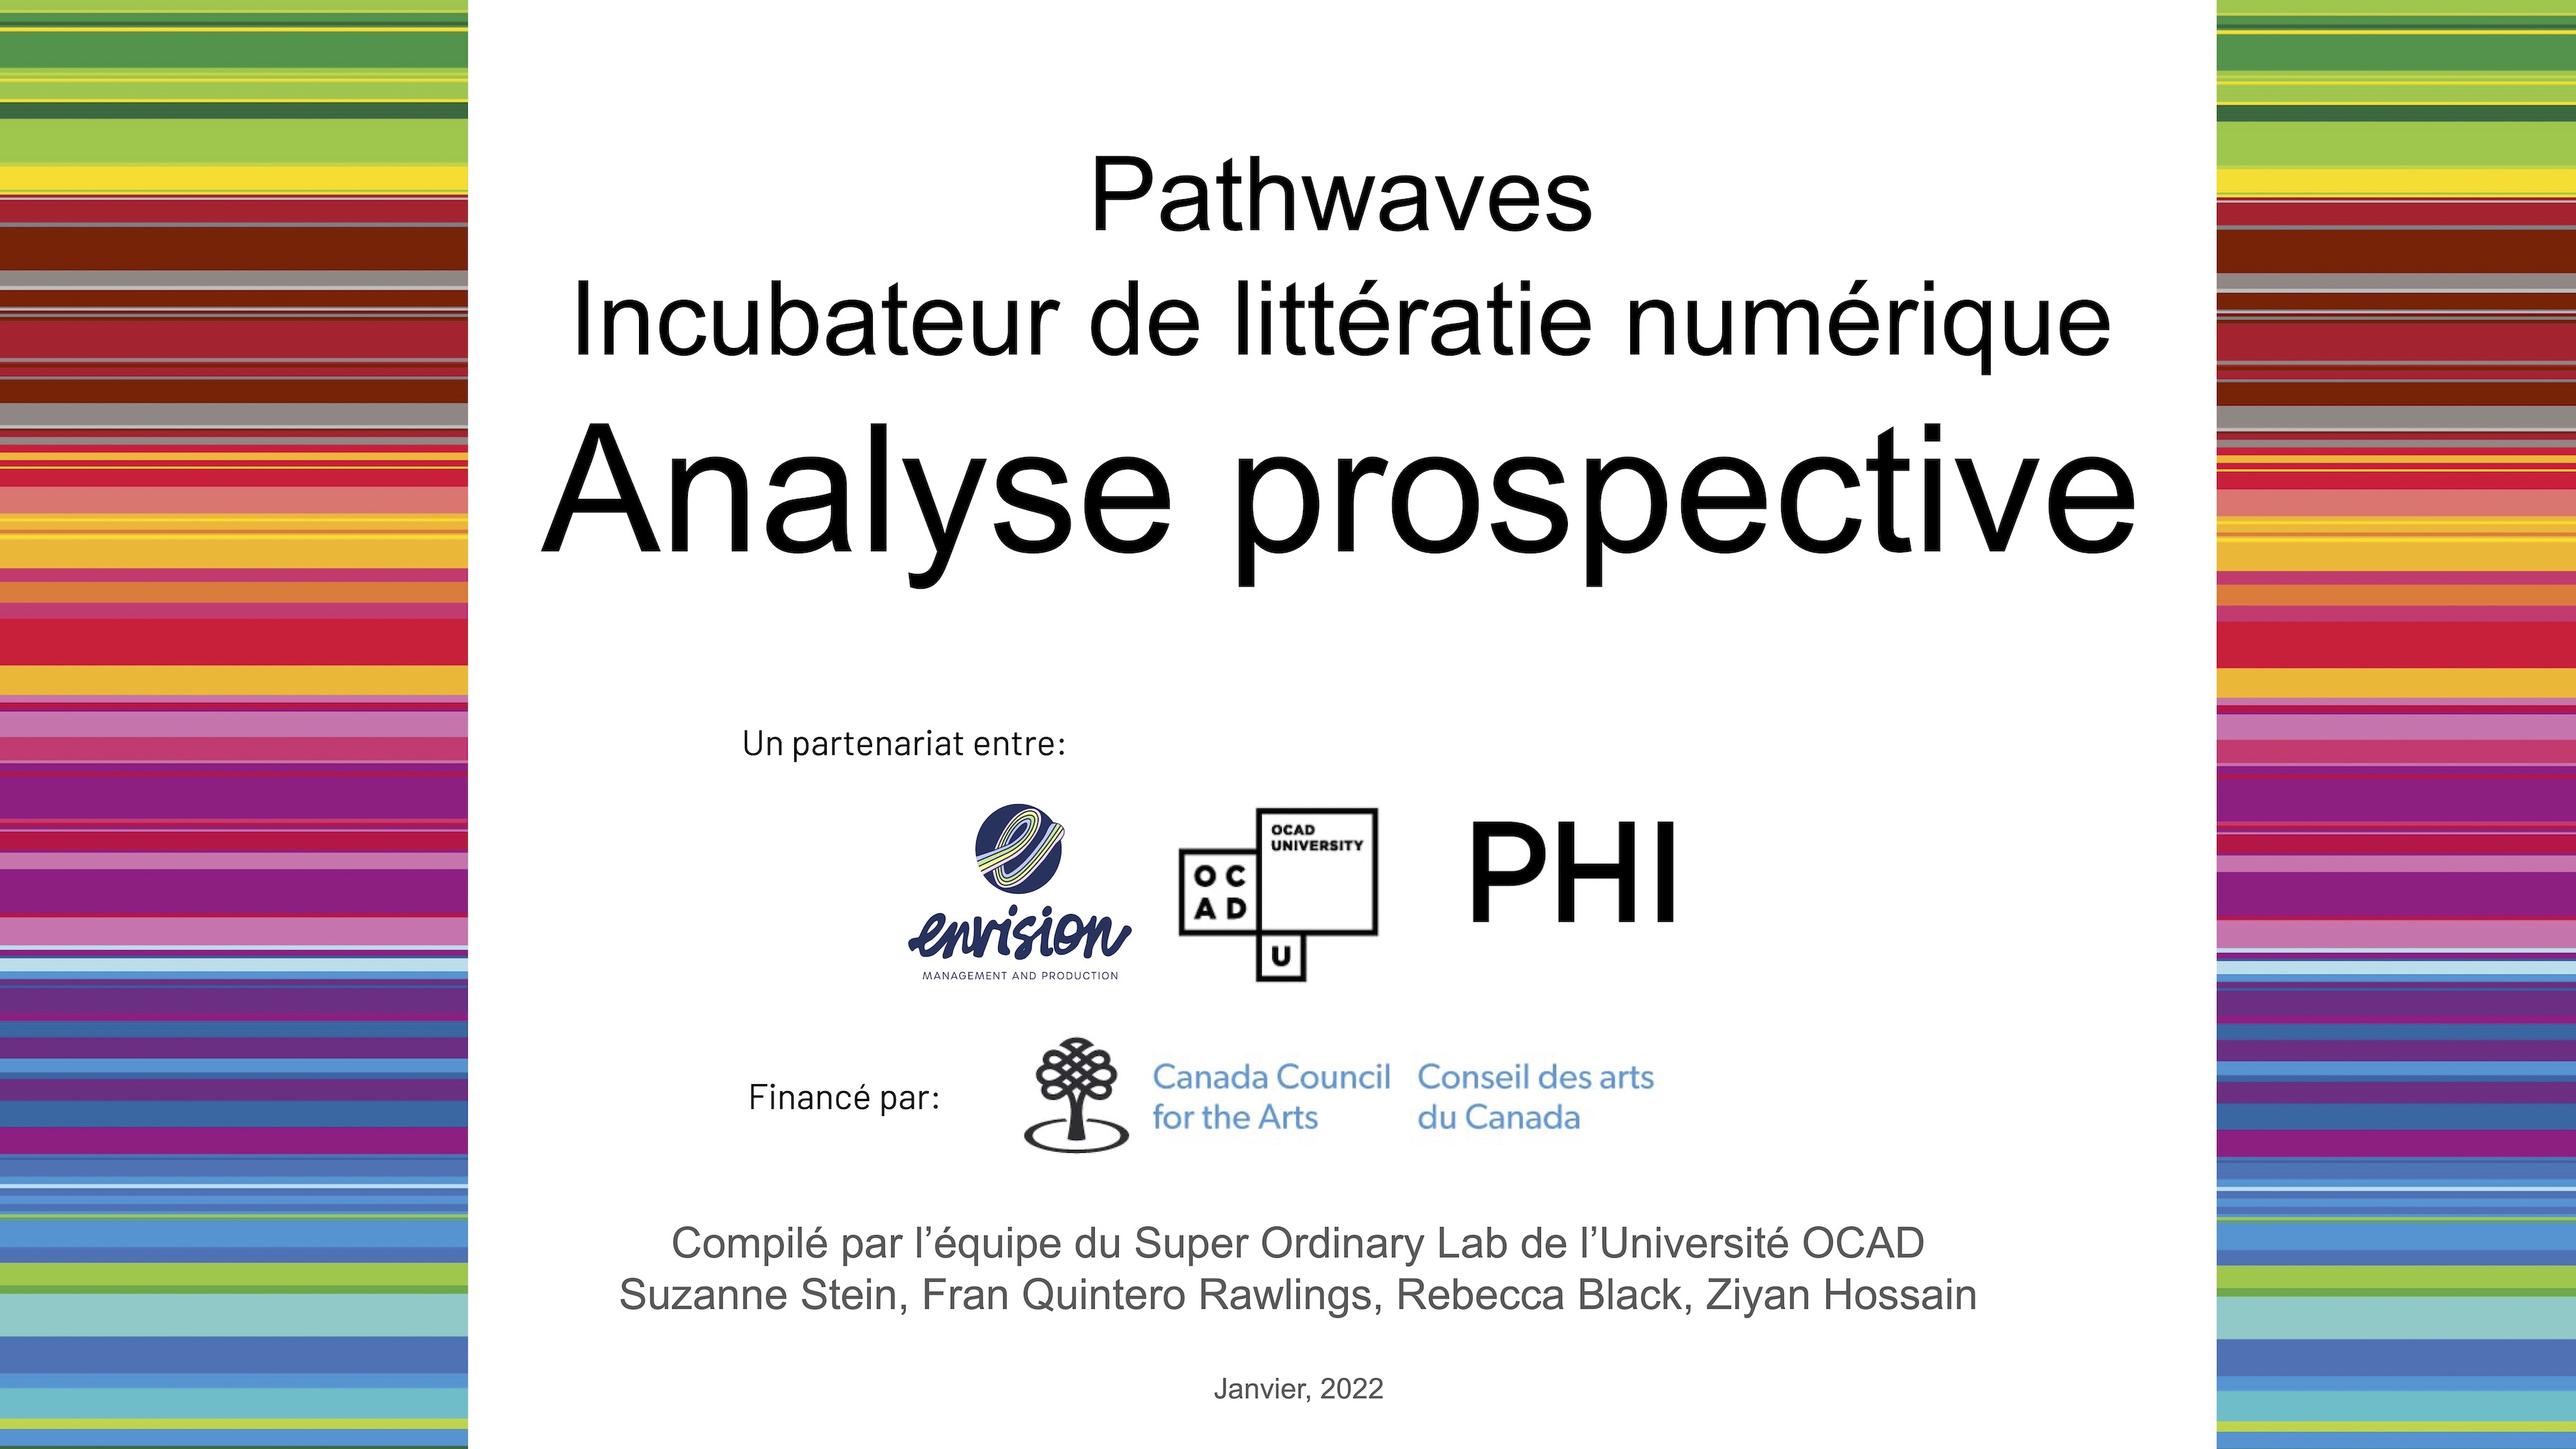 Pathwaves
Incubateur de littératie numérique
Analyse prospective
Un partenariat entre:
envision
MANAGEMENT AND PRODUCTION
OCAD
UNIVERSITY
O C
A D
U
PHI
Financé par:
Canada Council
for the Arts
Conseil des arts
du Canada
Compilé par l’équipe du Super Ordinary Lab de l’Université OCAD
Suzanne Stein, Fran Quintero Rawlings, Rebecca Black, Ziyan Hossain
Janvier, 2022